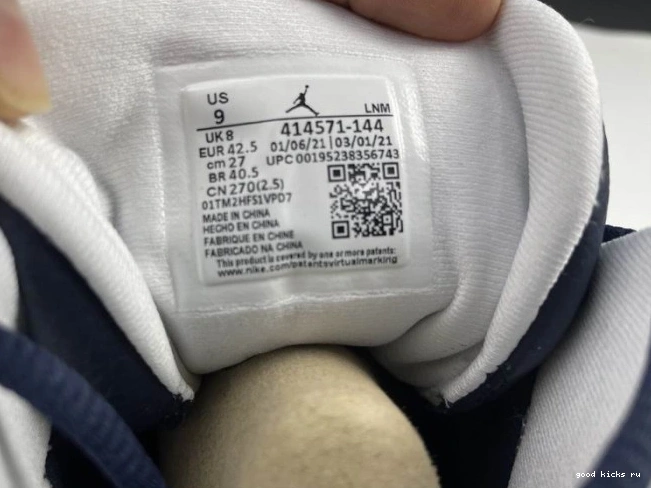 US
9
LNM
UK 8
414571-144
EUR 42.5
01/06/21 | 03/01/21
cm 27
UPC 00195238356743
BR 40.5
CN 270(2.5)
01TM2HFS1VPD7
MADE IN CHINA
HECHO EN CHINA
FABRIQUE EN CHINE
FABRICADO NA CHINA
This product is covered by one or more patents:
www.nike.com/patentsvirtualmarking
good kicks ru